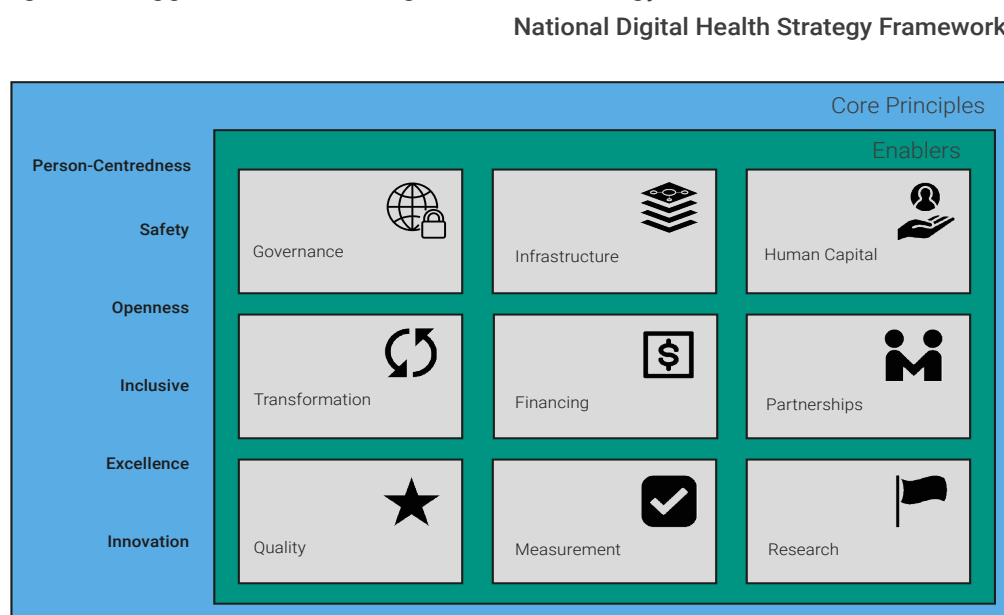 National Digital Health Strategy Framework
Core Principles
Enablers
Person-Centredness
Safety
Openness
Inclusive
Excellence
Innovation
Governance
Infrastructure
Human Capital
Transformation
Financing
Partnerships
Quality
Measurement
Research